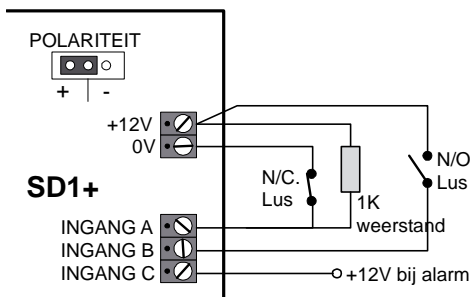 POLARITEIT
+ -
+12V
0V
SD1+
N/C.
Lus
1K
weerstand
N/O
Lus
INGANG A
INGANG B
INGANG C
+12V bij alarm